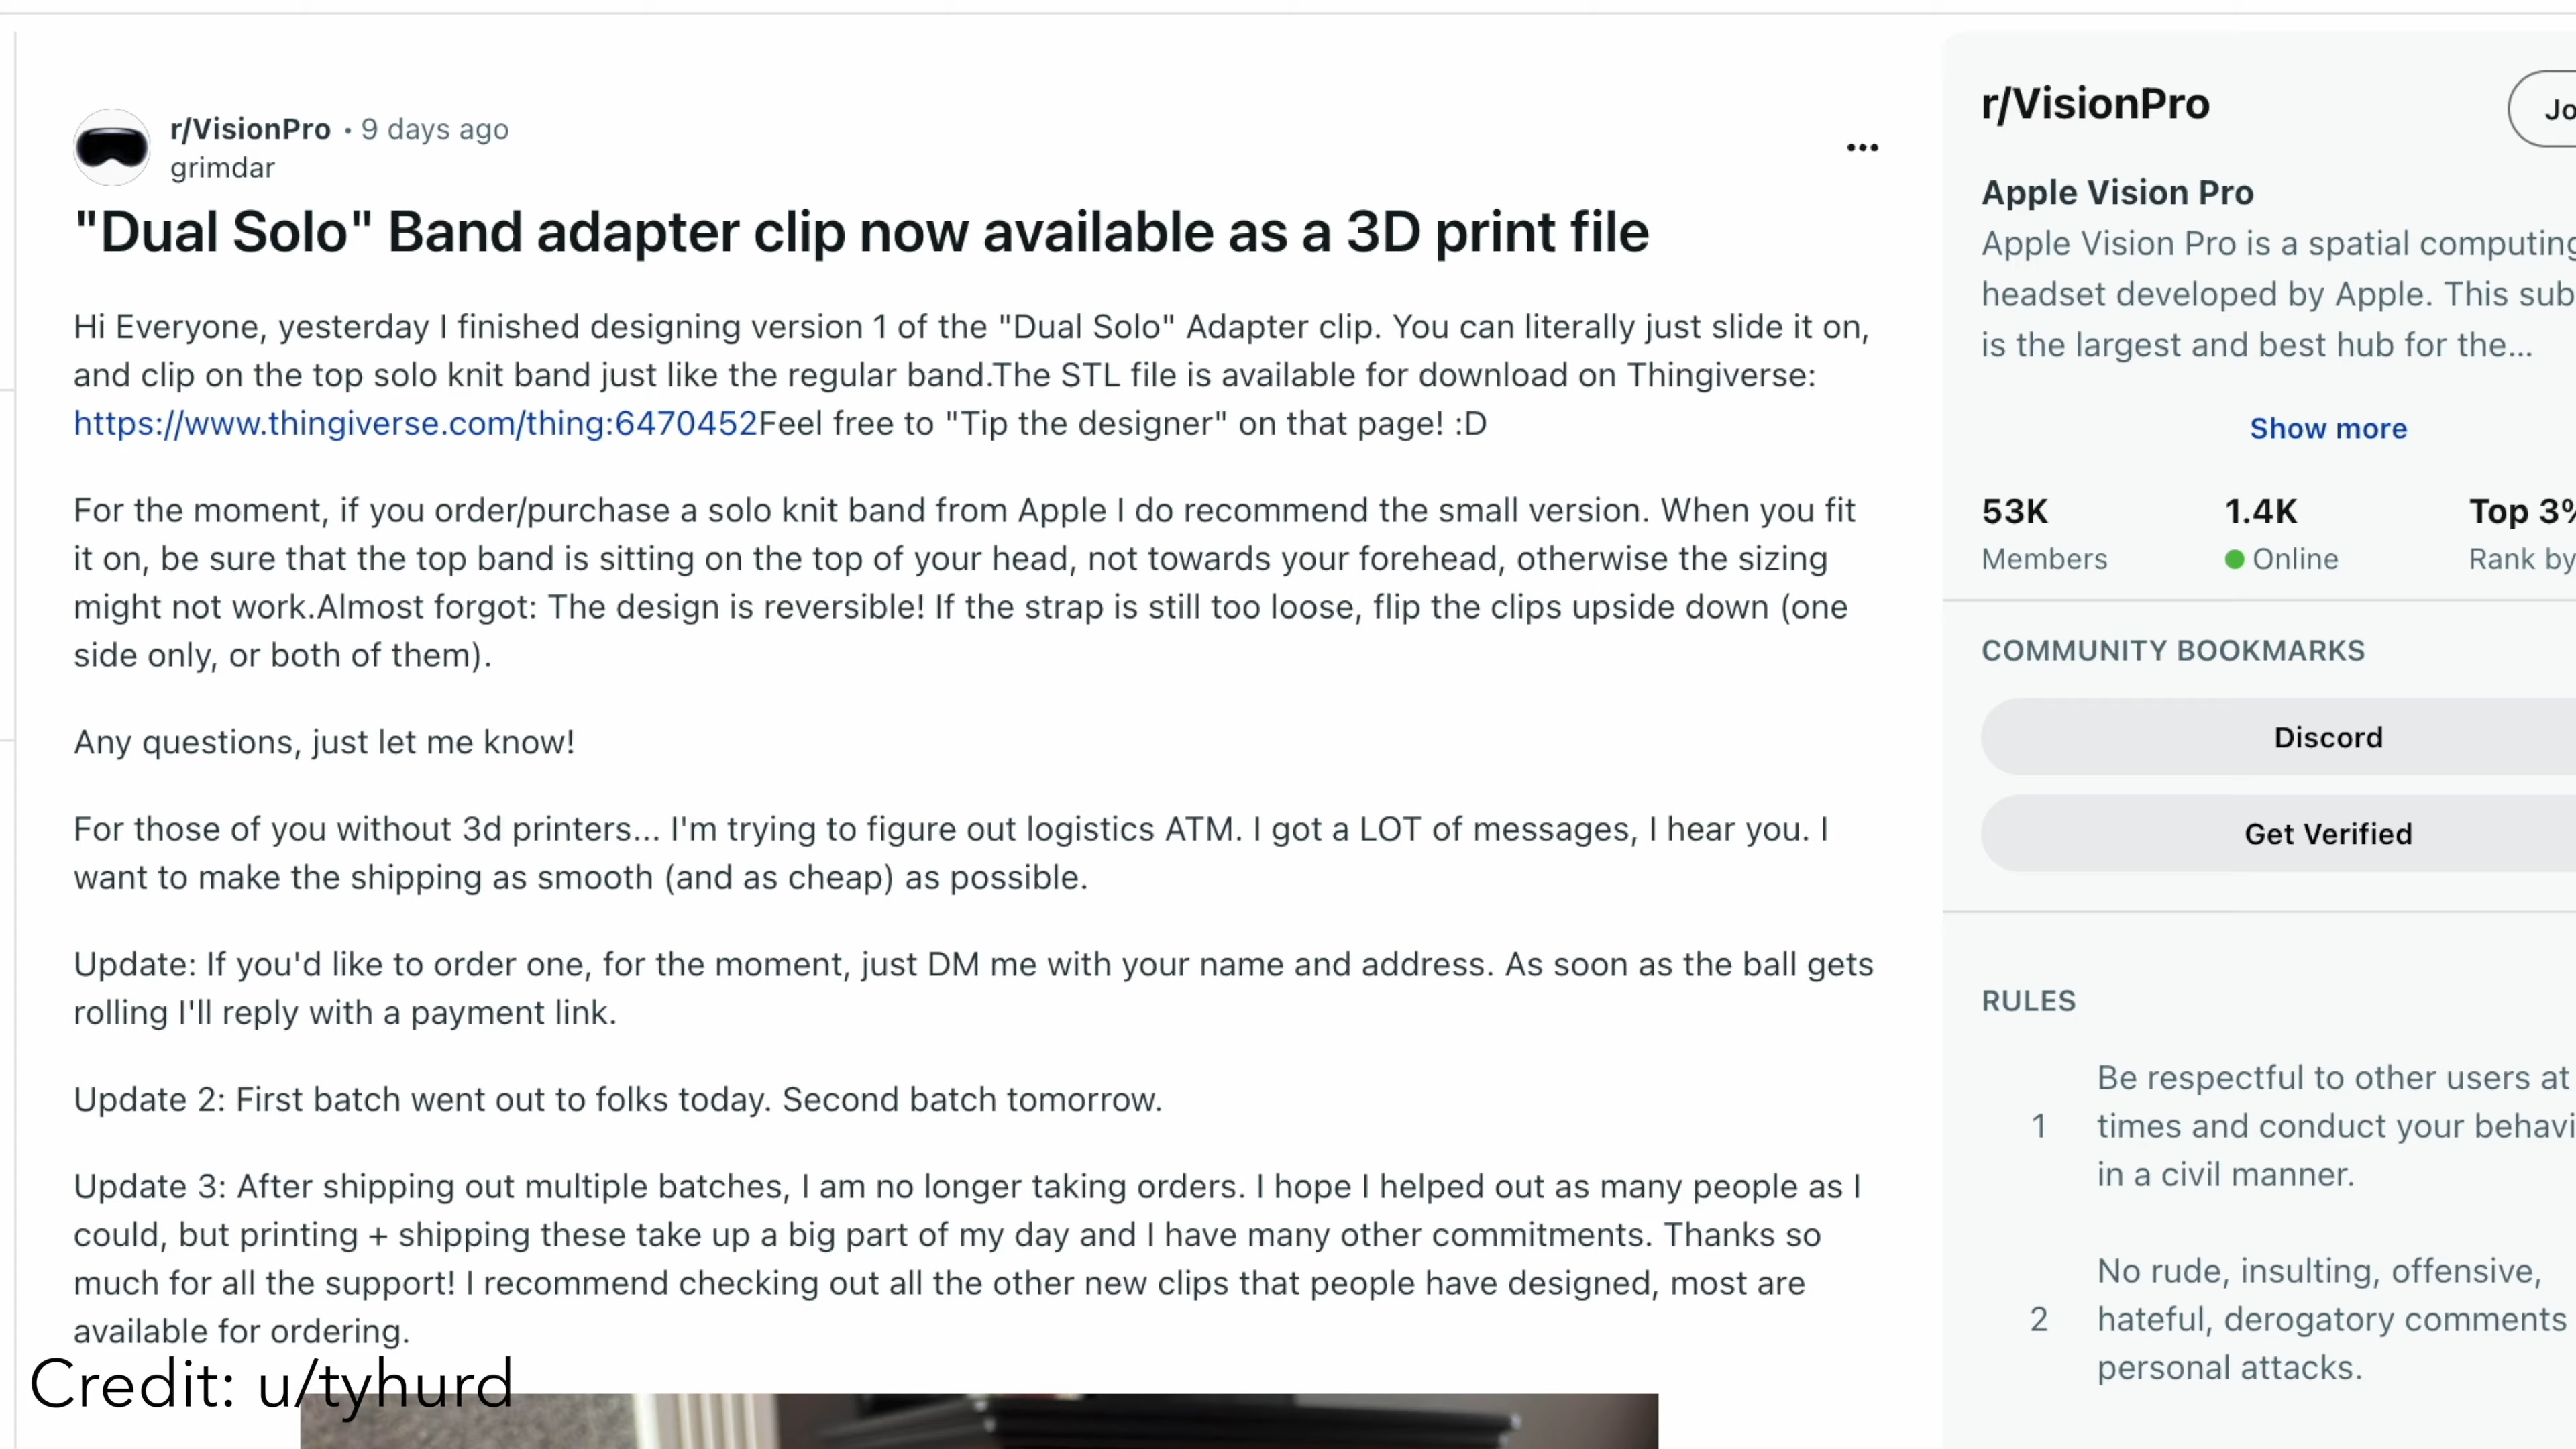 r/VisionPro • 9 days ago
grimdar
"Dual Solo" Band adapter clip now available as a 3D print file
Hi Everyone, yesterday I finished designing version 1 of the "Dual Solo" Adapter clip. You can literally just slide it on,
and clip on the top solo knit band just like the regular band.The STL file is available for download on Thingiverse:
https://www.thingiverse.com/thing:6470452Feel free to "Tip the designer" on that page! :D
For the moment, if you order/purchase a solo knit band from Apple I do recommend the small version. When you fit
it on, be sure that the top band is sitting on the top of your head, not towards your forehead, otherwise the sizing
might not work.Almost forgot: The design is reversible! If the strap is still too loose, flip the clips upside down (one
side only, or both of them).
Any questions, just let me know!
For those of you without 3d printers... I'm trying to figure out logistics ATM. I got a LOT of messages, I hear you. I
want to make the shipping as smooth (and as cheap) as possible.
Update: If you'd like to order one, for the moment, just DM me with your name and address. As soon as the ball gets
rolling I'll reply with a payment link.
Update 2: First batch went out to folks today. Second batch tomorrow.
Update 3: After shipping out multiple batches, I am no longer taking orders. I hope I helped out as many people as I
could, but printing + shipping these take up a big part of my day and I have many other commitments. Thanks so
much for all the support! I recommend checking out all the other new clips that people have designed, most are
available for ordering.
Credit: u/tyhurd
r/VisionPro
Jo
Apple Vision Pro
Apple Vision Pro is a spatial computing
headset developed by Apple. This sub
is the largest and best hub for the...
Show more
53K 1.4K Top 3%
Members Online Rank by
COMMUNITY BOOKMARKS
Discord
Get Verified
RULES
Be respectful to other users at
1 times and conduct your behavi
in a civil manner.
No rude, insulting, offensive,
2 hateful, derogatory comments
personal attacks.